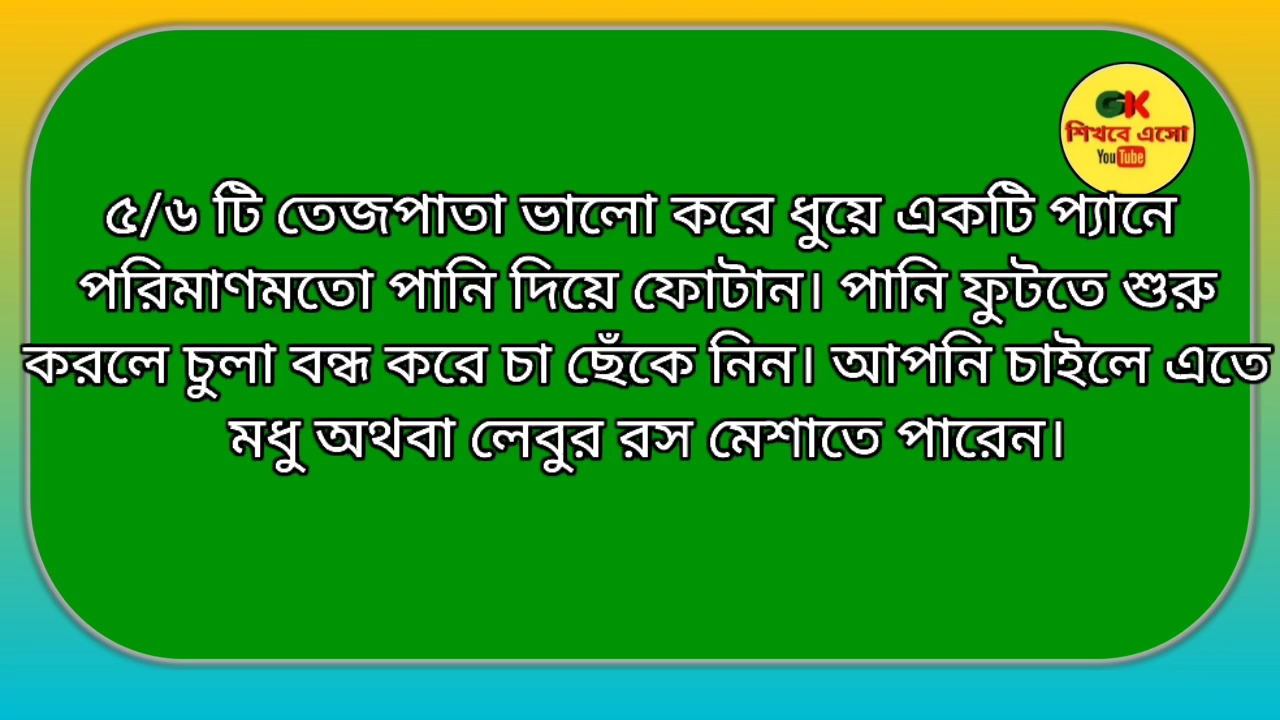 GK
শিখবে এসো
YouTube
৫/৬ টি তেজপাতা ভালো করে ধুয়ে একটি প্যানে
পরিমাণমতো পানি দিয়ে ফোটান। পানি ফুটতে শুরু
করলে চুলা বন্ধ করে চা ছেঁকে নিন। আপনি চাইলে এতে
মধু অথবা লেবুর রস মেশাতে পারেন।